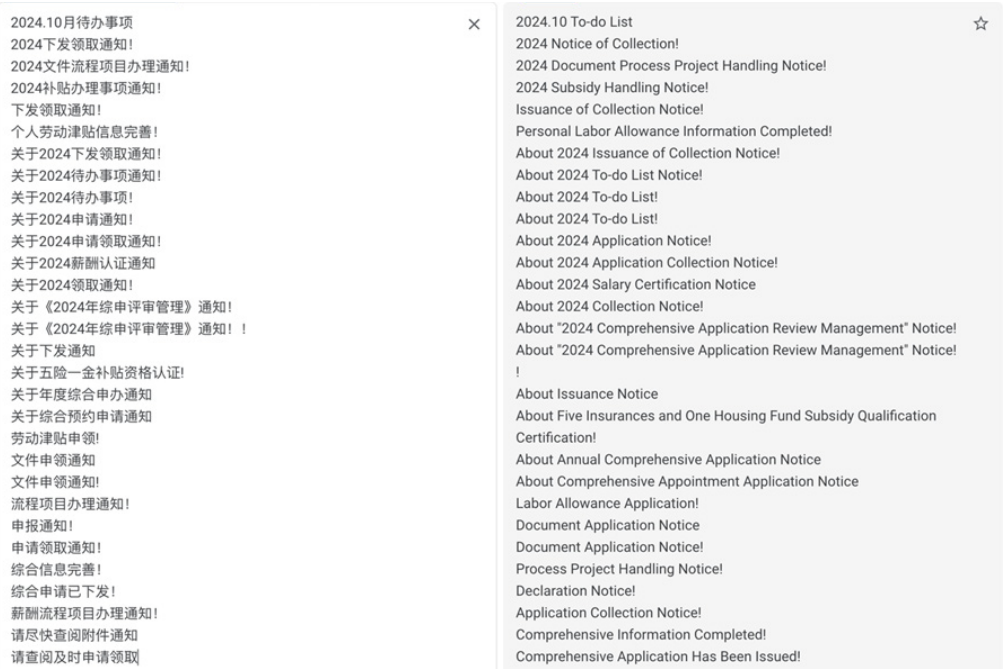 2024.10月待办事项
2024下发领取通知!
2024文件流程项目办理通知!
2024补贴办理事项通知!
下发领取通知!
个人劳动津贴信息完善!
关于2024下发领取通知!
关于2024待办事项通知!
关于2024待办事项!
关于2024申请通知!
关于2024申请领取通知!
关于2024薪酬认证通知
关于2024领取通知!
关于《2024年综申评审管理》通知!
关于《2024年综申评审管理》通知!!
关于下发通知
关于五险一金补贴资格认证!
关于年度综合申办通知
关于综合预约申请通知
劳动津贴申领!
文件申领通知
文件申领通知!
流程项目办理通知!
申报通知!
申请领取通知!
综合信息完善!
综合申请已下发!
薪酬流程项目办理通知!
请尽快查阅附件通知
请查阅及时申请领取
2024.10 To-do List
2024 Notice of Collection!
2024 Document Process Project Handling Notice!
2024 Subsidy Handling Notice!
Issuance of Collection Notice!
Personal Labor Allowance Information Completed!
About 2024 Issuance of Collection Notice!
About 2024 To-do List Notice!
About 2024 To-do List!
About 2024 To-do List!
About 2024 Application Notice!
About 2024 Application Collection Notice!
About 2024 Salary Certification Notice
About 2024 Collection Notice!
About "2024 Comprehensive Application Review Management" Notice!
About "2024 Comprehensive Application Review Management" Notice!
!
About Issuance Notice
About Five Insurances and One Housing Fund Subsidy Qualification
Certification!
About Annual Comprehensive Application Notice
About Comprehensive Appointment Application Notice
Labor Allowance Application!
Document Application Notice
Document Application Notice!
Process Project Handling Notice!
Declaration Notice!
Application Collection Notice!
Comprehensive Information Completed!
Comprehensive Application Has Been Issued!